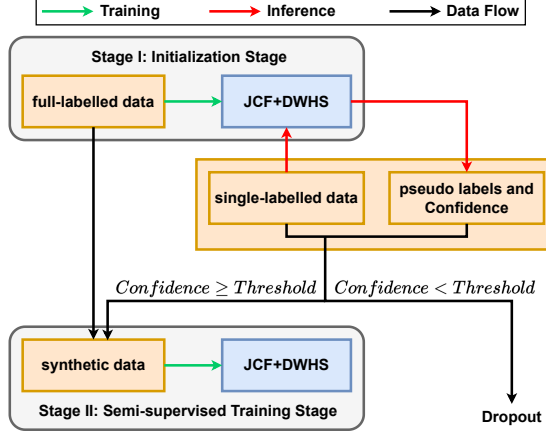 Training Inference Data Flow
Stage I: Initialization Stage
full-labelled data
JCF+DWHS
single-labelled data
pseudo labels and
Confidence
Confidence ≥ Threshold
Confidence < Threshold
synthetic data
JCF+DWHS
Stage II: Semi-supervised Training Stage
Dropout